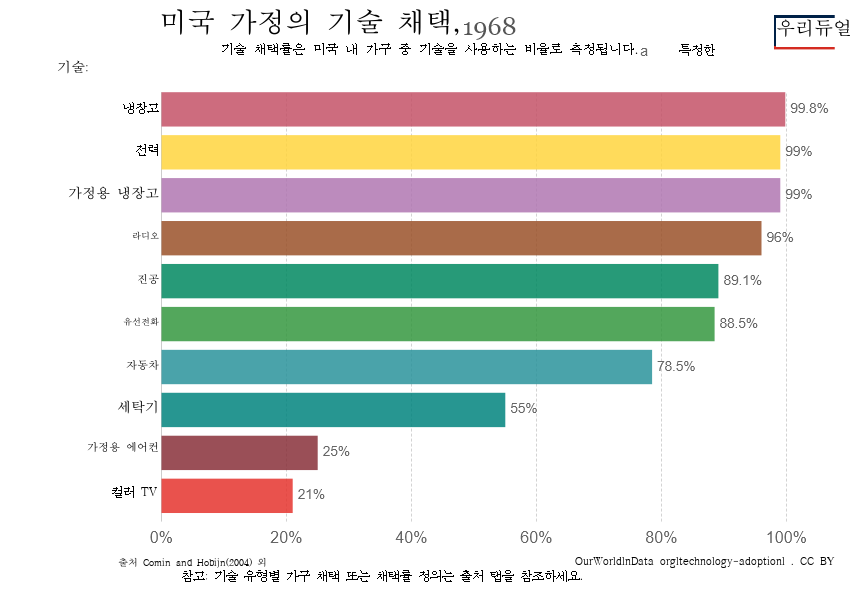 미국 가정의 기술 채택,1968
우리듀얼
기술 채택률은 미국 내 가구 중 기술을 사용하는 비율로 측정됩니다.a 특정한
기술:
냉장고 99.8%
전력 99%
가정용 냉장고 99%
라디오 96%
진공 89.1%
유선전화 88.5%
자동차 78.5%
세탁기 55%
가정용 에어컨 25%
컬러 TV 21%
0% 20% 40% 60% 80% 100%
출처 Comin and Hobijn(2004) 외 OurWorldInData orgltechnology-adoptionl . CC BY
참고: 기술 유형별 가구 채택 또는 채택률 정의는 출처 탭을 참조하세요.